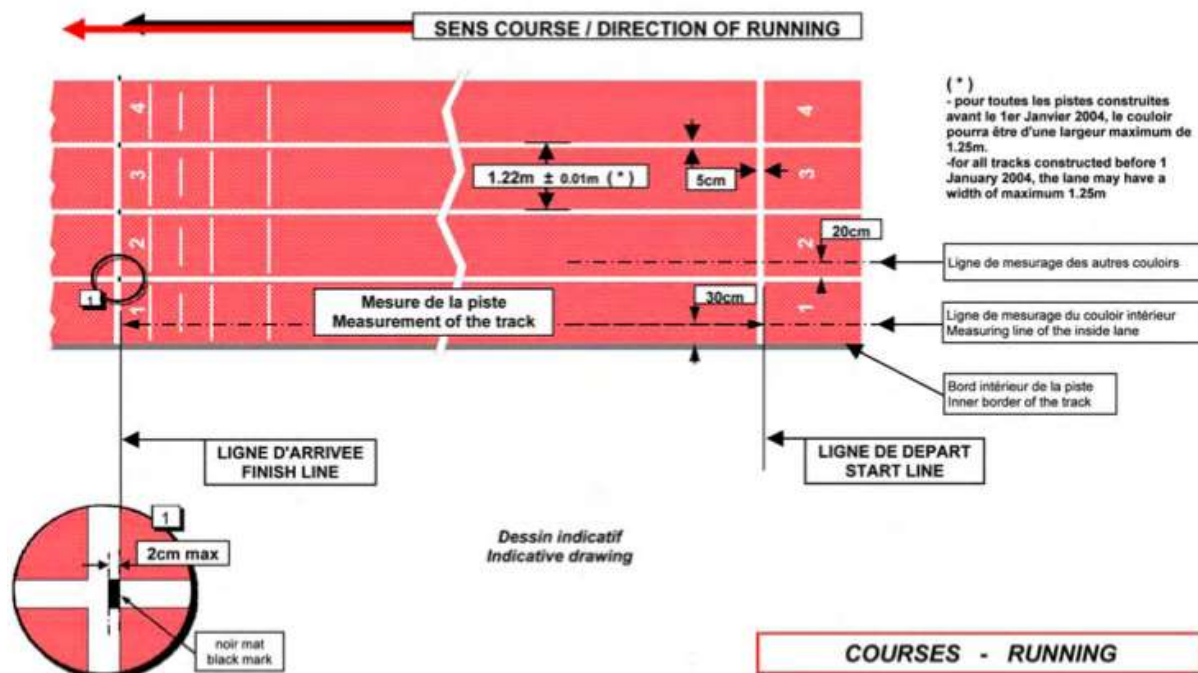 SENS COURSE / DIRECTION OF RUNNING
( * )
- pour toutes les pistes construites
avant le 1er Janvier 2004, le couloir
pourra être d'une largeur maximum de
1.25m.
-for all tracks constructed before 1
January 2004, the lane may have a
width of maximum 1.25m
4
4
3
1.22m ± 0.01m ( * )
5cm
3
2
20cm
2
Ligne de mesurage des autres couloirs
1
1
Mesure de la piste
Measurement of the track
30cm
1
Ligne de mesurage du couloir intérieur
Measuring line of the inside lane
Bord intérieur de la piste
Inner border of the track
LIGNE D'ARRIVEE
FINISH LINE
LIGNE DE DEPART
START LINE
1
2cm max
Dessin indicatif
Indicative drawing
noir mat
black mark
COURSES - RUNNING